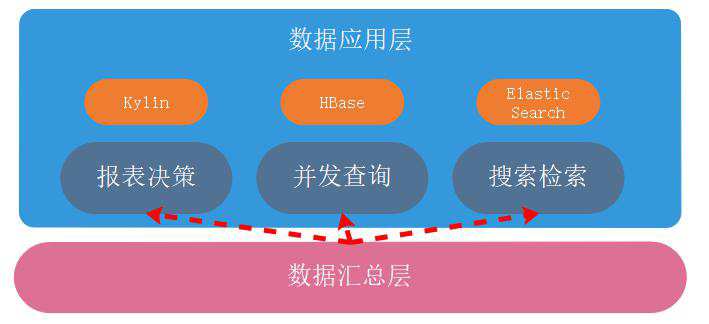 数据应用层
Kylin
HBase
Elastic
Search
报表决策
并发查询
搜索检索
数据汇总层